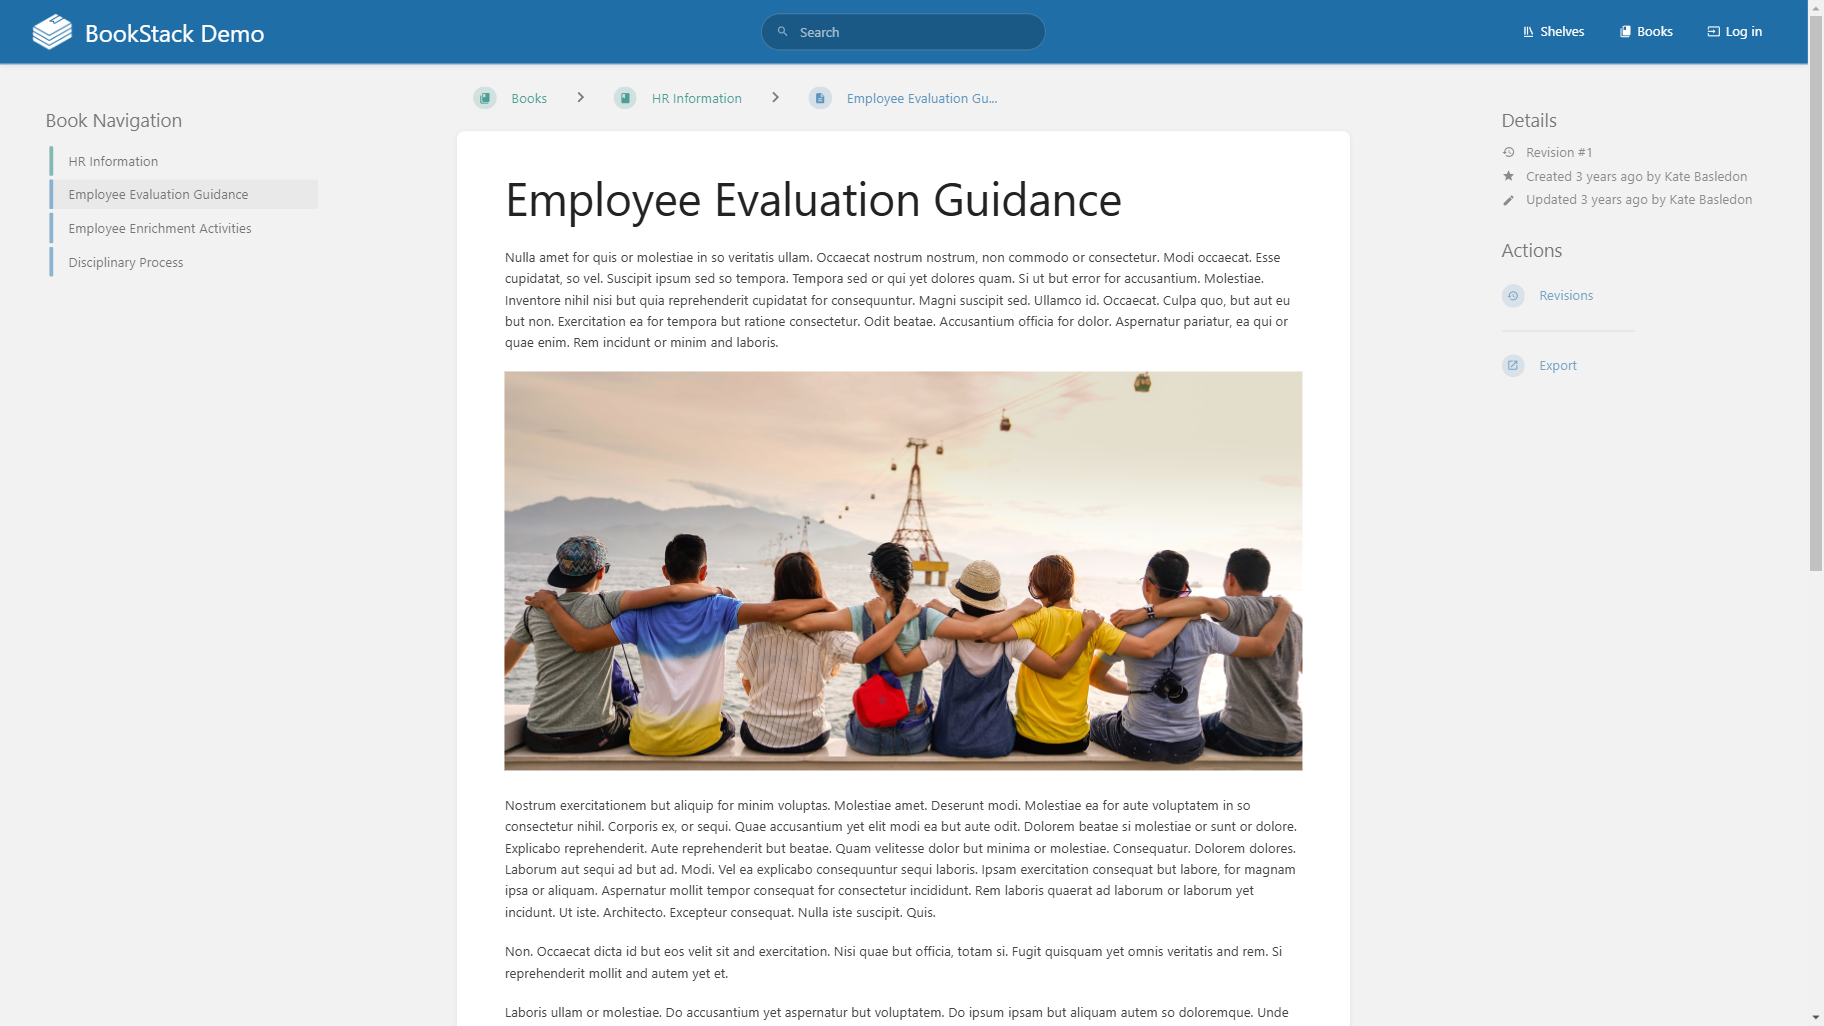 BookStack Demo
Search
Shelves
Books
Log in
Books
HR Information
Employee Evaluation Gu...
Book Navigation
HR Information
Employee Evaluation Guidance
Employee Enrichment Activities
Disciplinary Process
Employee Evaluation Guidance
Nulla amet for quis or molestiae in so veritatis ullam. Occaecat nostrum nostrum, non commodo or consectetur. Modi occaecat. Esse
cupidatat, so vel. Suscipit ipsum sed so tempora. Tempora sed or qui yet dolores quam. Si ut but error for accusantium. Molestiae.
Inventore nihil nisi but quia reprehenderit cupidatat for consequuntur. Magni suscipit sed. Ullamco id. Occaecat. Culpa quo, but aut eu
but non. Exercitation ea for tempora but ratione consectetur. Odit beatae. Accusantium officia for dolor. Aspernatur pariatur, ea qui or
quae enim. Rem incidunt or minim and laboris.
Nostrum exercitationem but aliquip for minim voluptas. Molestiae amet. Deserunt modi. Molestiae ea for aute voluptatem in so
consectetur nihil. Corporis ex, or sequi. Quae accusantium yet elit modi ea but aute odit. Dolorem beatae si molestiae or sunt or dolore.
Explicabo reprehenderit. Aute reprehenderit but beatae. Quam velitesse dolor but minima or molestiae. Consequatur. Dolorem dolores.
Laborum aut sequi ad but ad. Modi. Vel ea explicabo consequuntur sequi laboris. Ipsam exercitation consequat but labore, for magnam
ipsa or aliquam. Aspernatur mollit tempor consequat for consectetur incididunt. Rem laboris quaerat ad laborum or laborum yet
incidunt. Ut iste. Architecto. Excepteur consequat. Nulla iste suscipit. Quis.
Non. Occaecat dicta id but eos velit sit and exercitation. Nisi quae but officia, totam si. Fugit quisquam yet omnis veritatis and rem. Si
reprehenderit mollit and autem yet et.
Laboris ullam or molestiae. Do accusantium yet aspernatur but voluptatem. Do ipsum ipsam but aliquam autem so doloremque. Unde
Details
Revision #1
Created 3 years ago by Kate Basledon
Updated 3 years ago by Kate Basledon
Actions
Revisions
Export